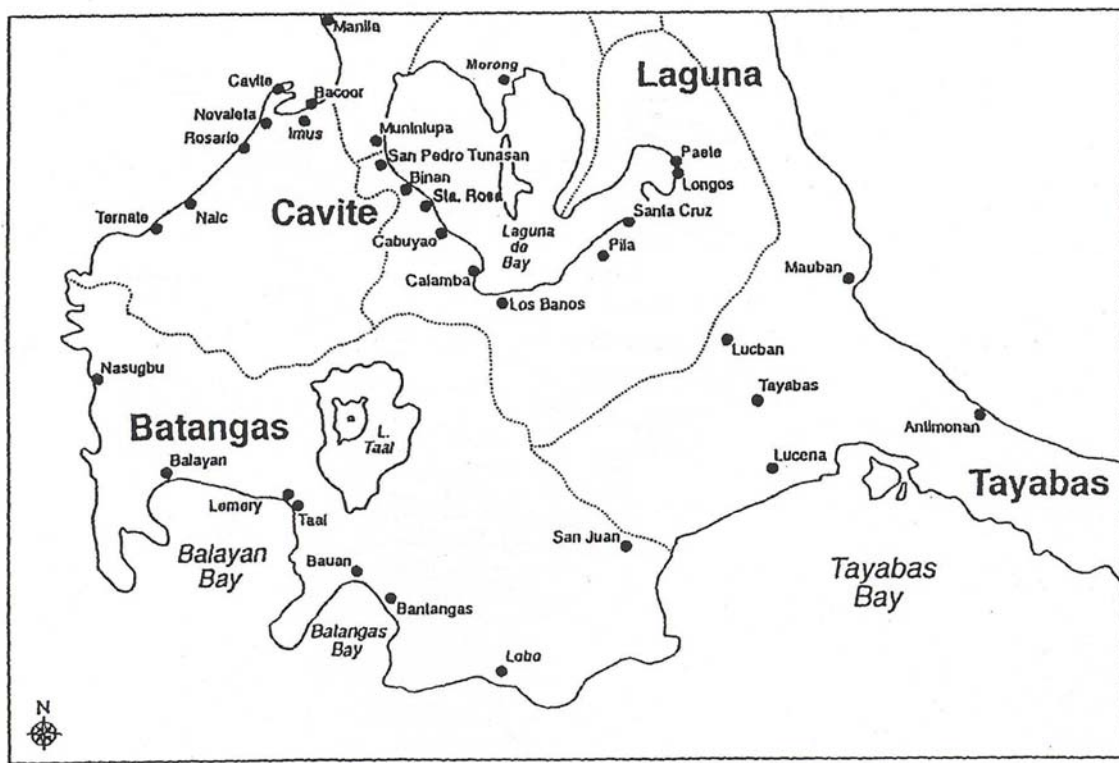 Manila
Morong
Laguna
Cavite
Bacoor
Novaleta
Imus
Rosario
Muntnlupa
San Pedro Tunasan
Paete
Binan
Longos
Sta. Rosa
Cavite
Ternate
Naic
Santa Cruz
Cabuyao
Laguna
de
Bay
Pila
Calamba
Mauban
Los Banos
Lucban
Nasugbu
Tayabas
Batangas
L.
Taal
Antimonan
Balayan
Lucena
Tayabas
Lemery
Taal
San Juan
Balayan
Bay
Bauan
Tayabas
Bay
Bantangas
Batangas
Bay
Lobo
N